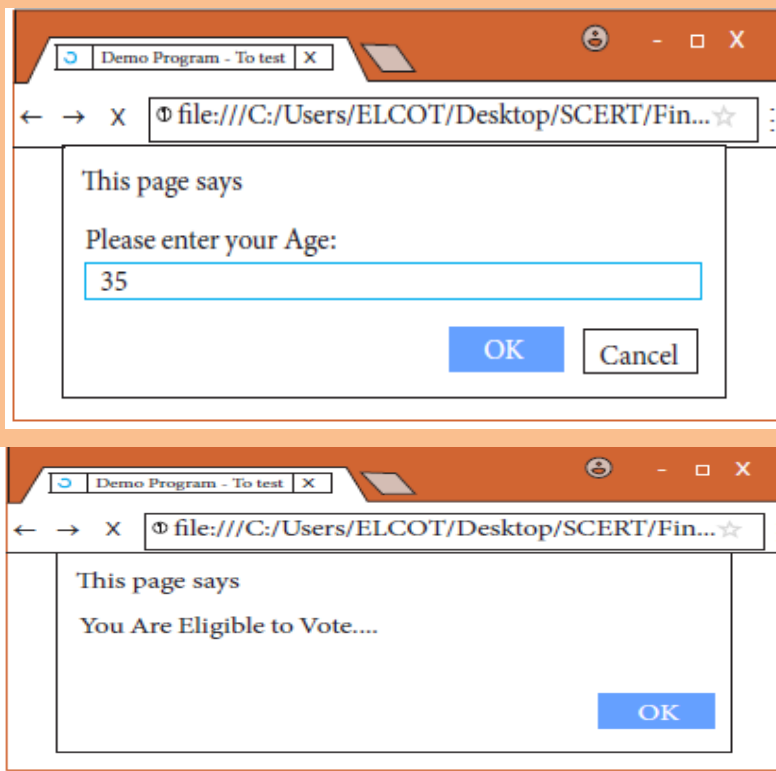 Demo Program - To test X
- X
← → X file:///C:/Users/ELCOT/Desktop/SCERT/Fin...
This page says
Please enter your Age:
35
OK Cancel
Demo Program - To test X
- X
← → X file:///C:/Users/ELCOT/Desktop/SCERT/Fin...
This page says
You Are Eligible to Vote....
OK